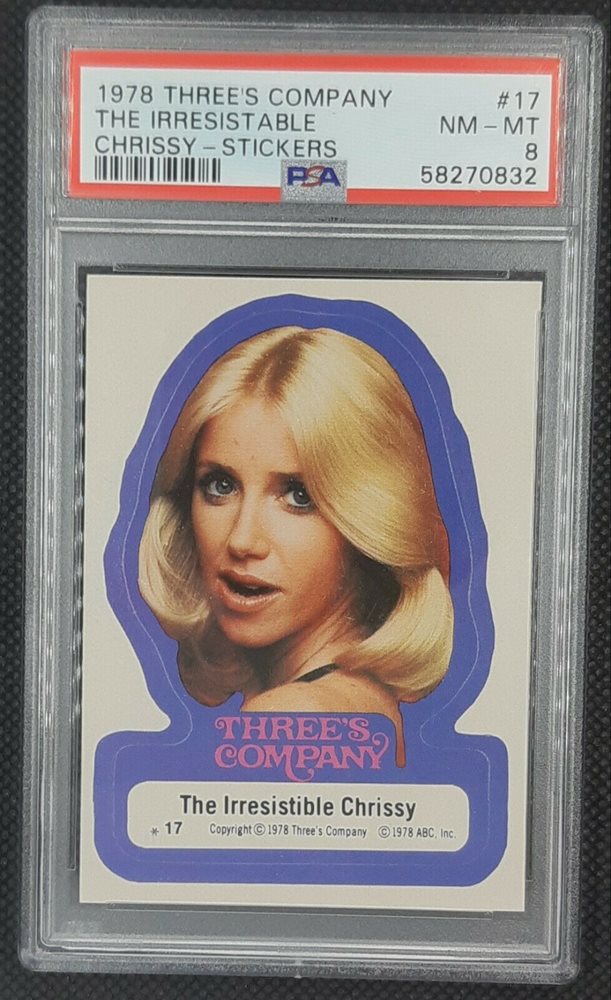 1978 THREE'S COMPANY #17
THE IRRESISTABLE NM - MT
CHRISSY - STICKERS 8
PSA 58270832
THREE'S
COMPANY
The Irresistible Chrissy
* 17 Copyright © 1978 Three's Company © 1978 ABC, Inc.